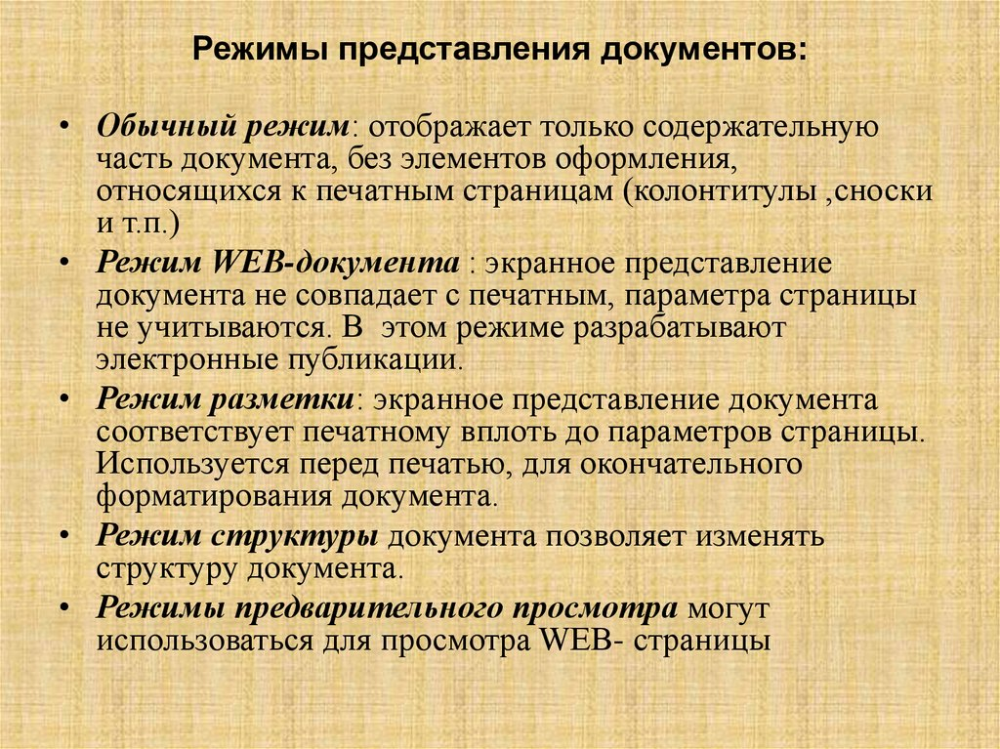 Режимы представления документов:
• Обычный режим: отображает только содержательную
часть документа, без элементов оформления,
относящихся к печатным страницам (колонтитулы ,сноски
и т.п.)
• Режим WEB-документа : экранное представление
документа не совпадает с печатным, параметра страницы
не учитываются. В  этом режиме разрабатывают
электронные публикации.
• Режим разметки: экранное представление документа
соответствует печатному вплоть до параметров страницы.
Используется перед печатью, для окончательного
форматирования документа.
• Режим структуры документа позволяет изменять
структуру документа.
• Режимы предварительного просмотра могут
использоваться для просмотра WEB- страницы